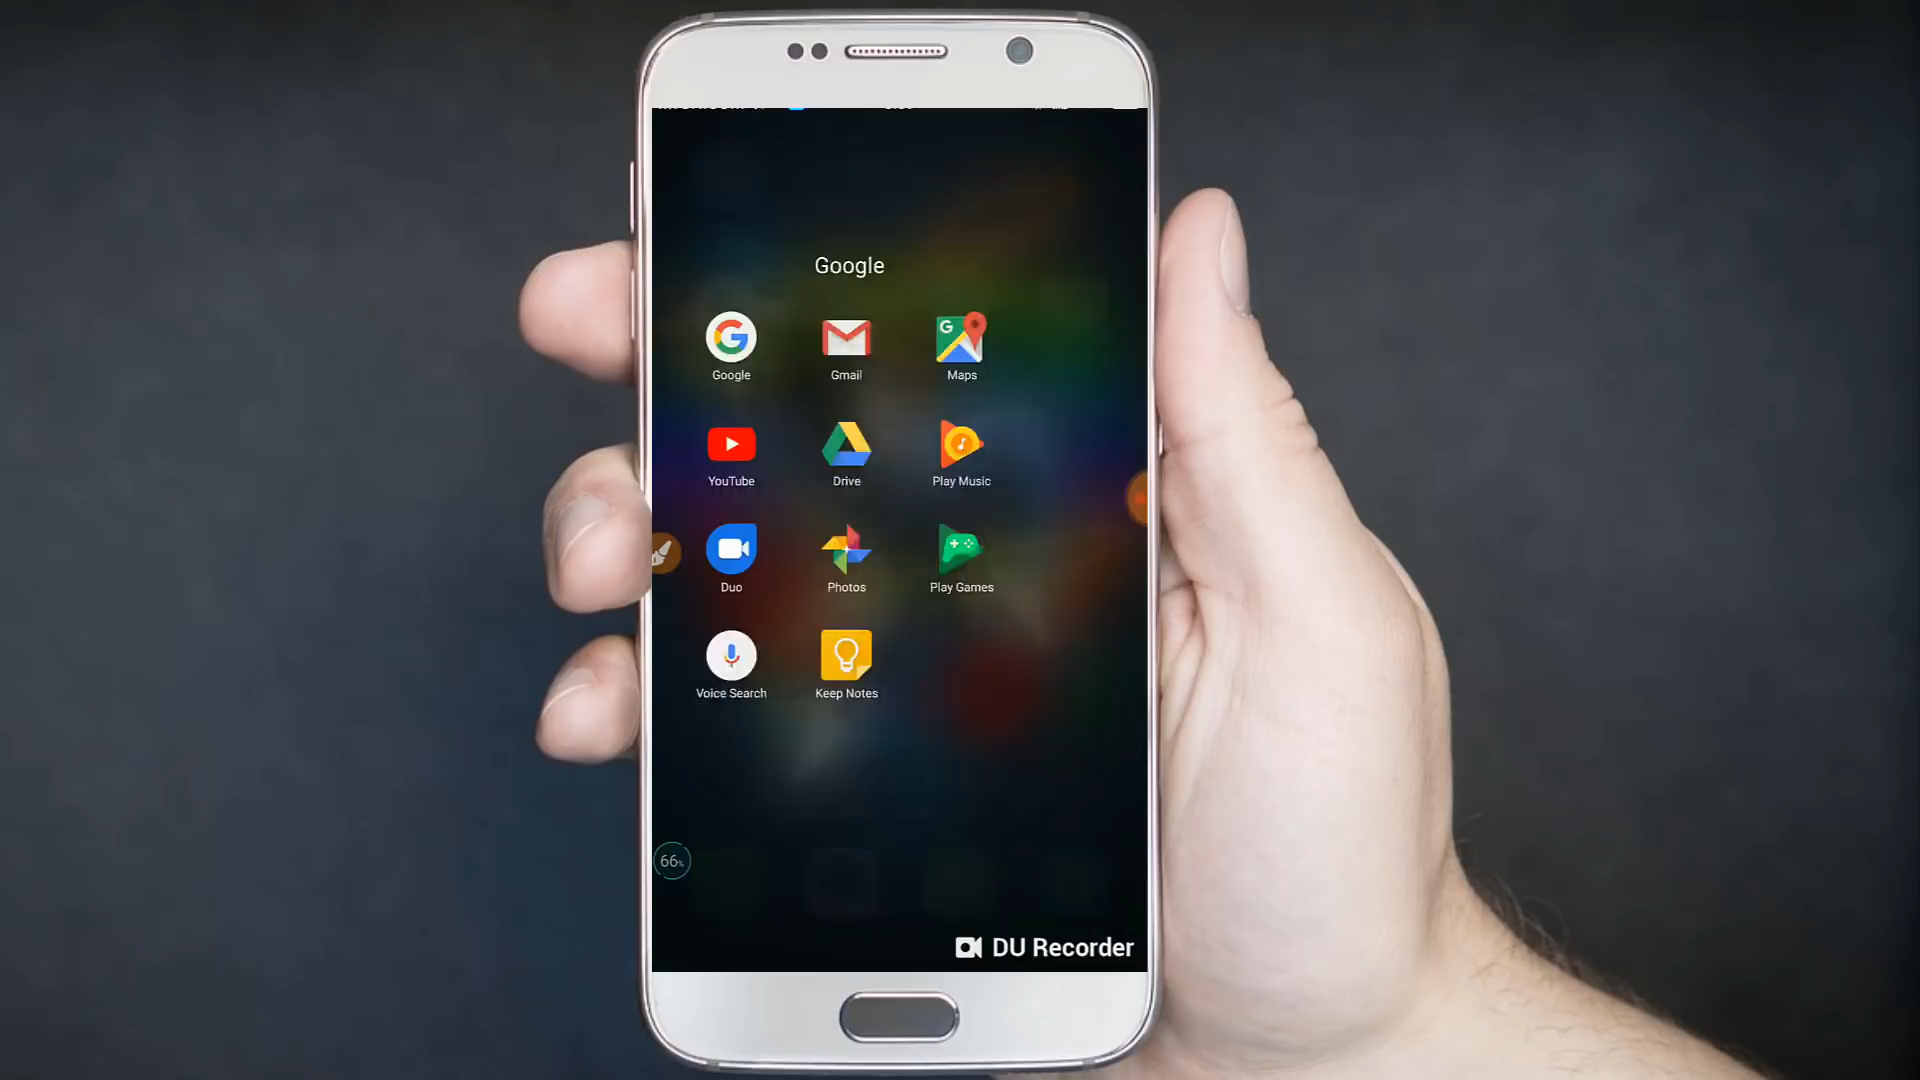 Google
Google Gmail Maps
YouTube Drive Play Music
Duo Photos Play Games
Voice Search Keep Notes
66%
DU Recorder